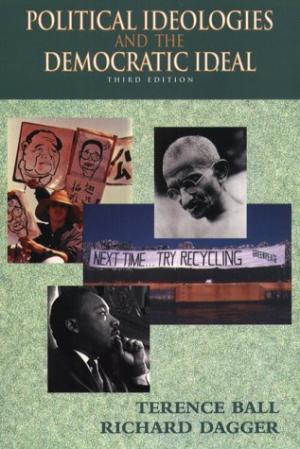 POLITICAL IDEOLOGIES
AND THE
DEMOCRATIC IDEAL
THIRD EDITION
NEXT TIME...TRY RECYCLING
GREENPEACE
TERENCE BALL
RICHARD DAGGER